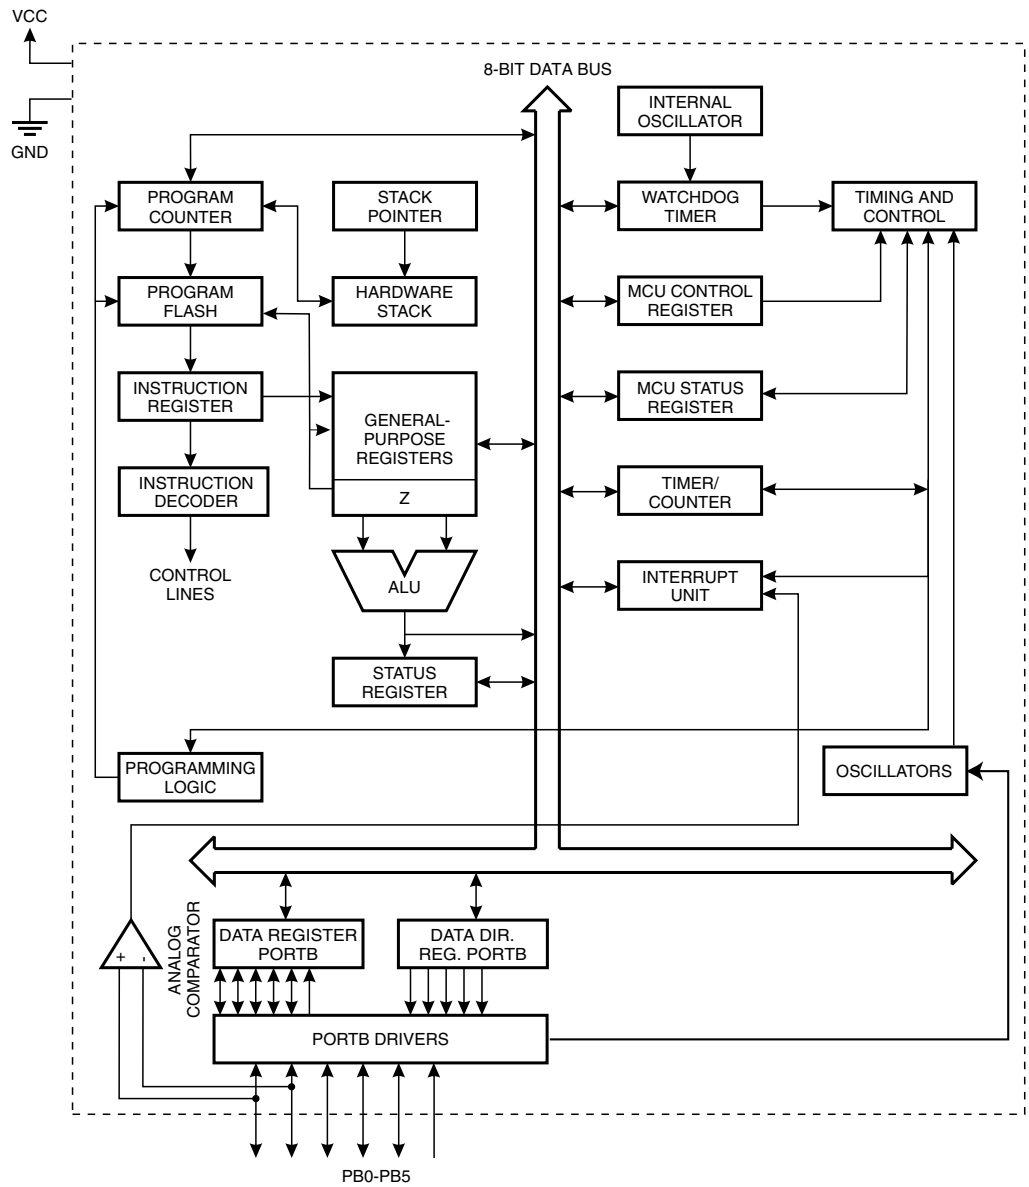 VCC
GND
8-BIT DATA BUS
INTERNAL
OSCILLATOR
PROGRAM
COUNTER
STACK
POINTER
WATCHDOG
TIMER
TIMING AND
CONTROL
PROGRAM
FLASH
HARDWARE
STACK
MCU CONTROL
REGISTER
INSTRUCTION
REGISTER
GENERAL-
PURPOSE
REGISTERS
Z
MCU STATUS
REGISTER
INSTRUCTION
DECODER
TIMER/
COUNTER
CONTROL
LINES
ALU
INTERRUPT
UNIT
STATUS
REGISTER
PROGRAMMING
LOGIC
OSCILLATORS
+ -
ANALOG
COMPARATOR
DATA REGISTER
PORTB
DATA DIR.
REG. PORTB
PORTB DRIVERS
PB0-PB5